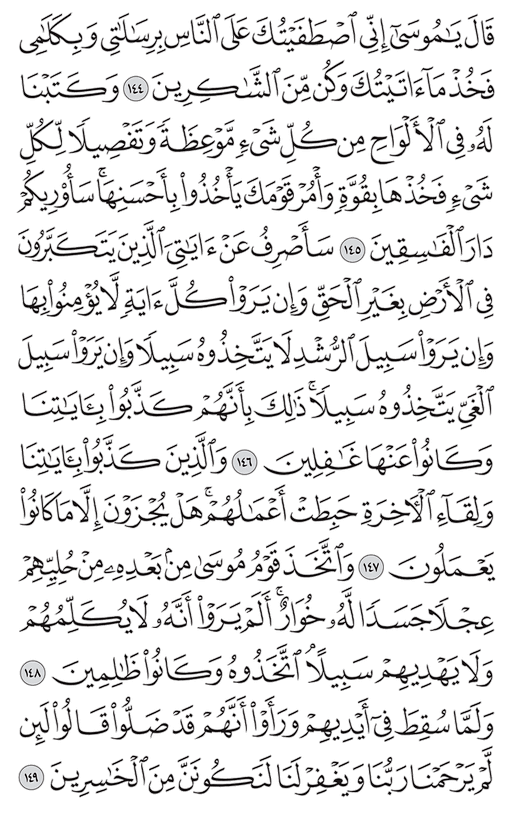 قَالَ يَٰمُوسَىٰٓ إِنِّي ٱصۡطَفَيۡتُكَ عَلَى ٱلنَّاسِ بِرِسَٰلَٰتِي وَبِكَلَٰمِي
فَخُذۡ مَآ ءَاتَيۡتُكَ وَكُن مِّنَ ٱلشَّٰكِرِينَ ١٤٤ وَكَتَبۡنَا
لَهُۥ فِي ٱلۡأَلۡوَاحِ مِن كُلِّ شَيۡءٖ مَّوۡعِظَةٗ وَتَفۡصِيلٗا لِّكُلِّ
شَيۡءٖ فَخُذۡهَا بِقُوَّةٖ وَأۡمُرۡ قَوۡمَكَ يَأۡخُذُواْ بِأَحۡسَنِهَاۚ سَأُوْرِيكُمۡ
دَارَ ٱلۡفَٰسِقِينَ ١٤٥ سَأَصۡرِفُ عَنۡ ءَايَٰتِيَ ٱلَّذِينَ يَتَكَبَّرُونَ
فِي ٱلۡأَرۡضِ بِغَيۡرِ ٱلۡحَقِّ وَإِن يَرَوۡاْ كُلَّ ءَايَةٖ لَّا يُؤۡمِنُواْ بِهَا
وَإِن يَرَوۡاْ سَبِيلَ ٱلرُّشۡدِ لَا يَتَّخِذُوهُ سَبِيلٗا وَإِن يَرَوۡاْ سَبِيلَ
ٱلۡغَيِّ يَتَّخِذُوهُ سَبِيلٗاۚ ذَٰلِكَ بِأَنَّهُمۡ كَذَّبُواْ بِـَٔايَٰتِنَا
وَكَانُواْ عَنۡهَا غَٰفِلِينَ ١٤٦ وَٱلَّذِينَ كَذَّبُواْ بِـَٔايَٰتِنَا
وَلِقَآءِ ٱلۡأٓخِرَةِ حَبِطَتۡ أَعۡمَٰلُهُمۡۚ هَلۡ يُجۡزَوۡنَ إِلَّا مَا كَانُواْ
يَعۡمَلُونَ ١٤٧ وَٱتَّخَذَ قَوۡمُ مُوسَىٰ مِنۢ بَعۡدِهِۦ مِنۡ حُلِيِّهِمۡ
عِجۡلٗا جَسَدٗا لَّهُۥ خُوَارٌۚ أَلَمۡ يَرَوۡاْ أَنَّهُۥ لَا يُكَلِّمُهُمۡ
وَلَا يَهۡدِيهِمۡ سَبِيلًاۘ ٱتَّخَذُوهُ وَكَانُواْ ظَٰلِمِينَ ١٤٨
وَلَمَّا سُقِطَ فِيٓ أَيۡدِيهِمۡ وَرَأَوۡاْ أَنَّهُمۡ قَدۡ ضَلُّواْ قَالُواْ لَئِن
لَّمۡ يَرۡحَمۡنَا رَبُّنَا وَيَغۡفِرۡ لَنَا لَنَكُونَنَّ مِنَ ٱلۡخَٰسِرِينَ ١٤٩